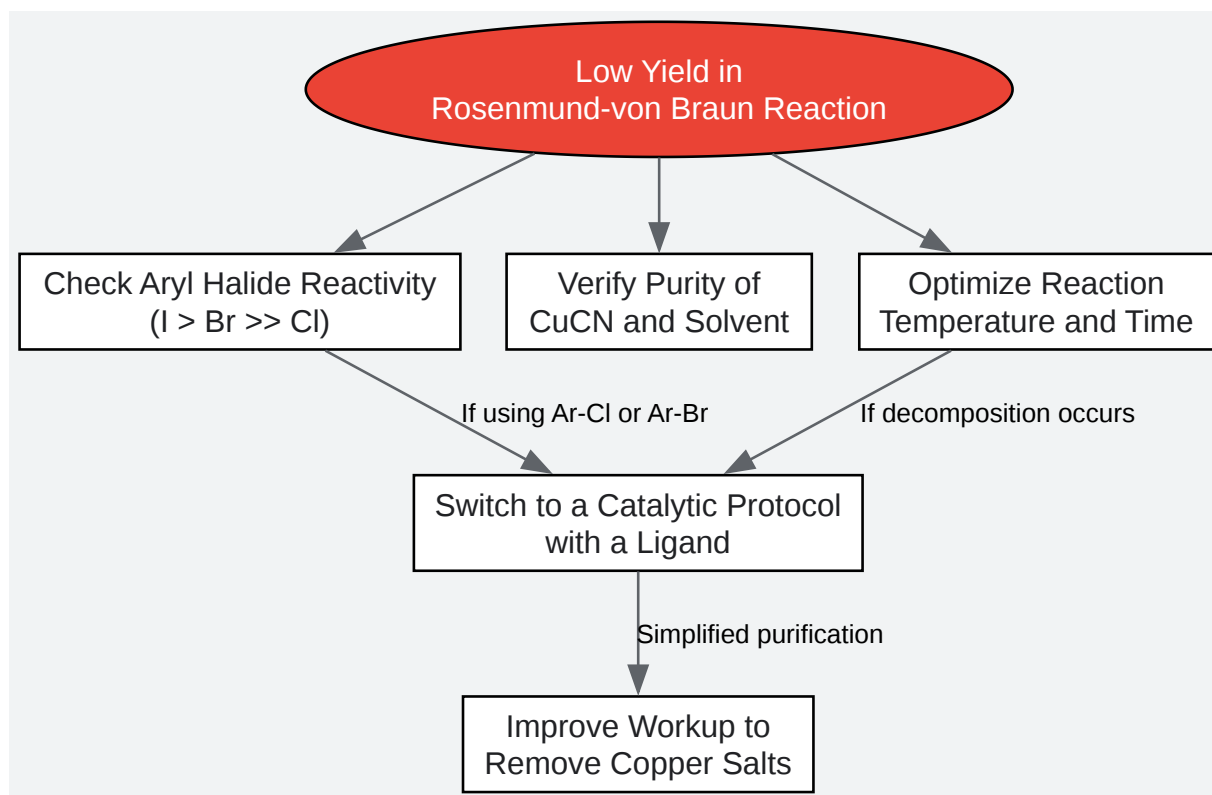 Low Yield in
Rosenmund-von Braun Reaction
Check Aryl Halide Reactivity
(I > Br >> Cl)
Verify Purity of
CuCN and Solvent
Optimize Reaction
Temperature and Time
If using Ar-Cl or Ar-Br
If decomposition occurs
Switch to a Catalytic Protocol
with a Ligand
Simplified purification
Improve Workup to
Remove Copper Salts